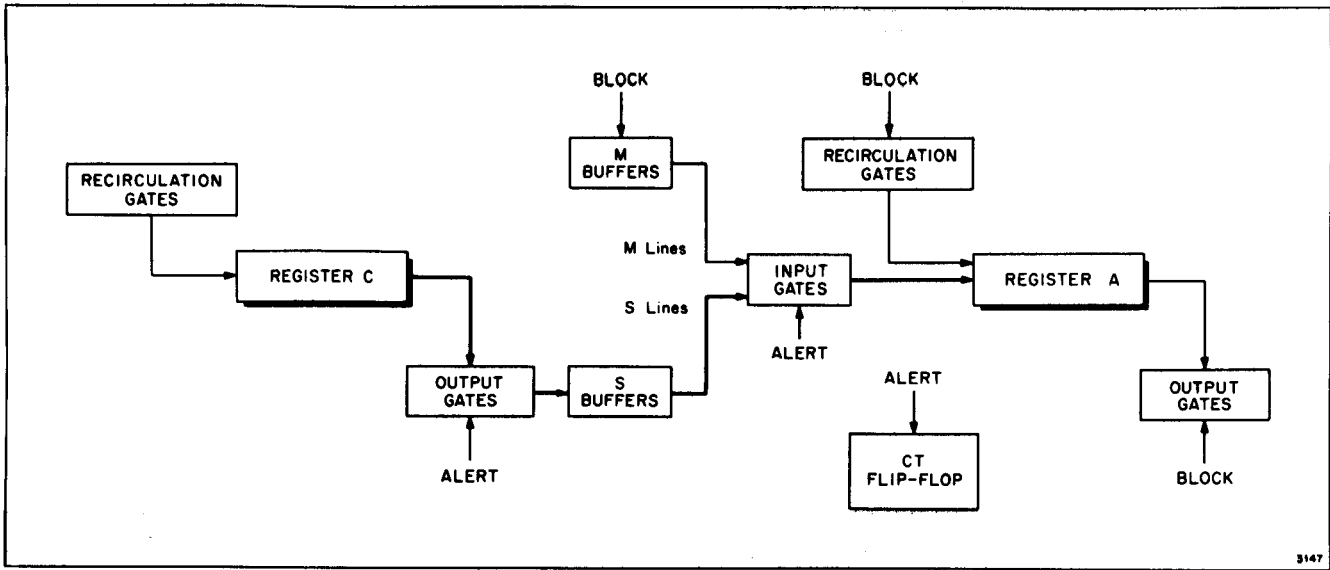 BLOCK
BLOCK
M
BUFFERS
RECIRCULATION
GATES
RECIRCULATION
GATES
M Lines
REGISTER C
INPUT
GATES
REGISTER A
S Lines
ALERT
OUTPUT
GATES
S
BUFFERS
ALERT
OUTPUT
GATES
ALERT
CT
FLIP-FLOP
BLOCK
3147